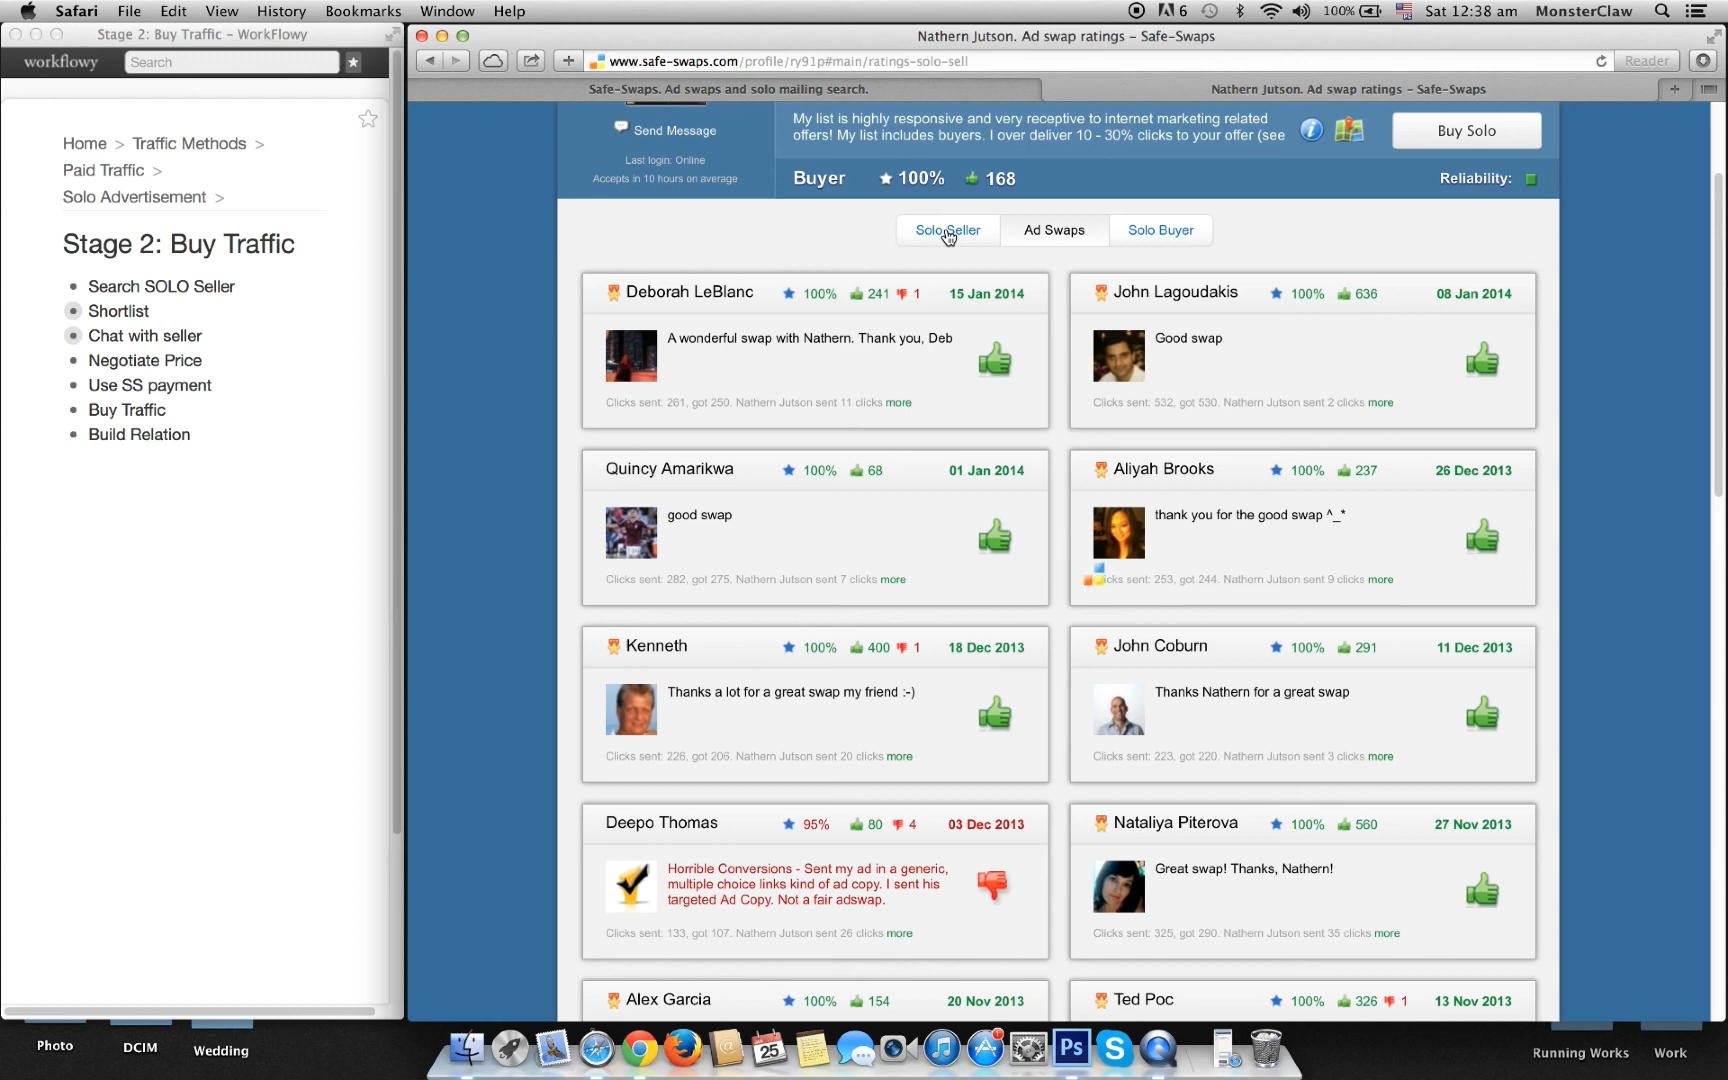 Safari File Edit View History Bookmarks Window Help 6 100% Sat 12:38 am MonsterClaw
Stage 2: Buy Traffic – WorkFlowy
workflowy Search
Home > Traffic Methods >
Paid Traffic >
Solo Advertisement >
Stage 2: Buy Traffic
Search SOLO Seller
Shortlist
Chat with seller
Negotiate Price
Use SS payment
Buy Traffic
Build Relation
Nathern Jutson. Ad swap ratings – Safe-Swaps
www.safe-swaps.com/profile/ry91p#main/ratings-solo-sell Reader
Safe-Swaps. Ad swaps and solo mailing search. Nathern Jutson. Ad swap ratings – Safe-Swaps
Send Message
Last login: Online
Accepts in 10 hours on average
My list is highly responsive and very receptive to internet marketing related
offers! My list includes buyers. I over deliver 10 - 30% clicks to your offer (see
Buy Solo
Buyer 100% 168 Reliability:
Solo Seller Ad Swaps Solo Buyer
Deborah LeBlanc 100% 241 1 15 Jan 2014
A wonderful swap with Nathern. Thank you, Deb
Clicks sent: 261, got 250. Nathern Jutson sent 11 clicks more
John Lagoudakis 100% 636 08 Jan 2014
Good swap
Clicks sent: 532, got 530. Nathern Jutson sent 2 clicks more
Quincy Amarikwa 100% 68 01 Jan 2014
good swap
Clicks sent: 282, got 275. Nathern Jutson sent 7 clicks more
Aliyah Brooks 100% 237 26 Dec 2013
thank you for the good swap ^_*
sent: 253, got 244. Nathern Jutson sent 9 clicks more
Kenneth 100% 400 1 18 Dec 2013
Thanks a lot for a great swap my friend :-)
Clicks sent: 226, got 206. Nathern Jutson sent 20 clicks more
John Coburn 100% 291 11 Dec 2013
Thanks Nathern for a great swap
Clicks sent: 223, got 220. Nathern Jutson sent 3 clicks more
Deepo Thomas 95% 80 4 03 Dec 2013
Horrible Conversions - Sent my ad in a generic,
multiple choice links kind of ad copy. I sent his
targeted Ad Copy. Not a fair adswap.
Clicks sent: 133, got 107. Nathern Jutson sent 26 clicks more
Nataliya Piterova 100% 560 27 Nov 2013
Great swap! Thanks, Nathern!
Clicks sent: 325, got 290. Nathern Jutson sent 35 clicks more
Alex Garcia 100% 154 20 Nov 2013
Ted Poc 100% 326 1 13 Nov 2013
Photo DCIM Wedding 25 Ps 1 Running Works Work